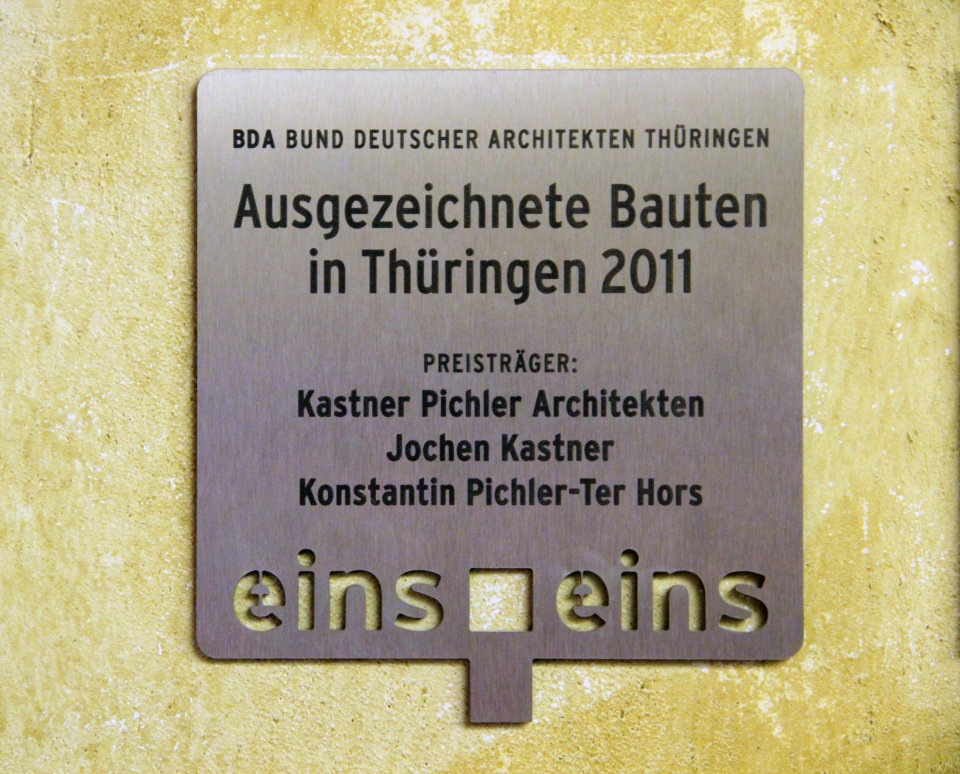 BDA BUND DEUTSCHER ARCHITEKTEN THÜRINGEN
Ausgezeichnete Bauten
in Thüringen 2011
PREISTRÄGER:
Kastner Pichler Architekten
Jochen Kastner
Konstantin Pichler-Ter Hors
eins eins